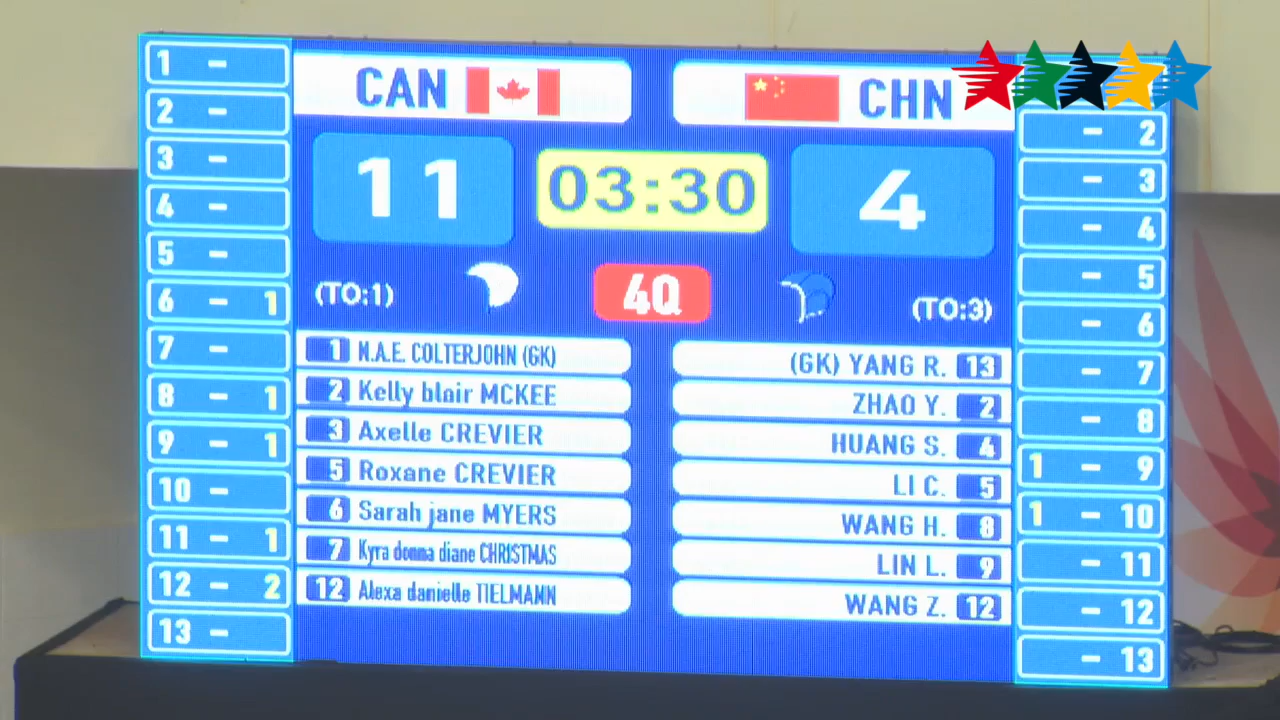 CAN CHN
11 03:30 4
(TO:1) 4Q (TO:3)
1 -
2 -
3 -
4 -
5 -
6 - 1
7 -
8 - 1
9 - 1
10 -
11 - 1
12 - 2
13 -
1 N.A.E. COLTERJOHN (GK)
2 Kelly blair MCKEE
3 Axelle CREVIER
5 Roxane CREVIER
6 Sarah jane MYERS
7 Kyra donna diane CHRISTMAS
12 Alexa danielle TIELMANN
(GK) YANG R. 13
ZHAO Y. 2
HUANG S. 4
LI C. 5
WANG H. 8
LIN L. 9
WANG Z. 12
- 2
- 3
- 4
- 5
- 6
- 7
- 8
1 - 9
1 - 10
- 11
- 12
- 13